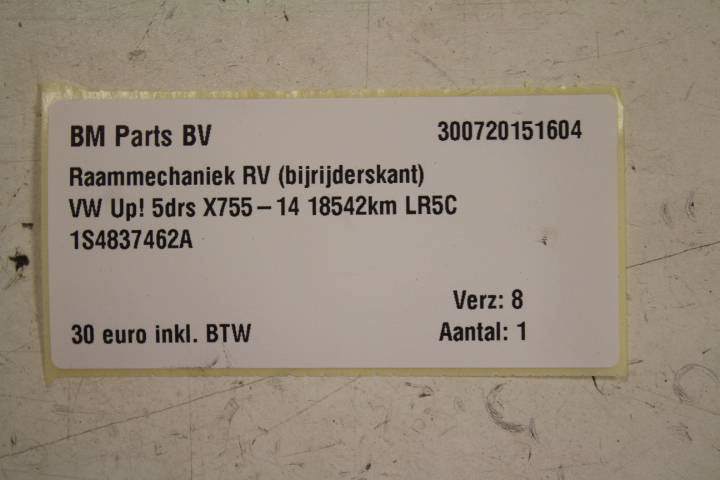 BM Parts BV 300720151604
Raammechaniek RV (bijrijderskant)
VW Up! 5drs X755 – 14 18542km LR5C
1S4837462A
Verz: 8
30 euro inkl. BTW Aantal: 1